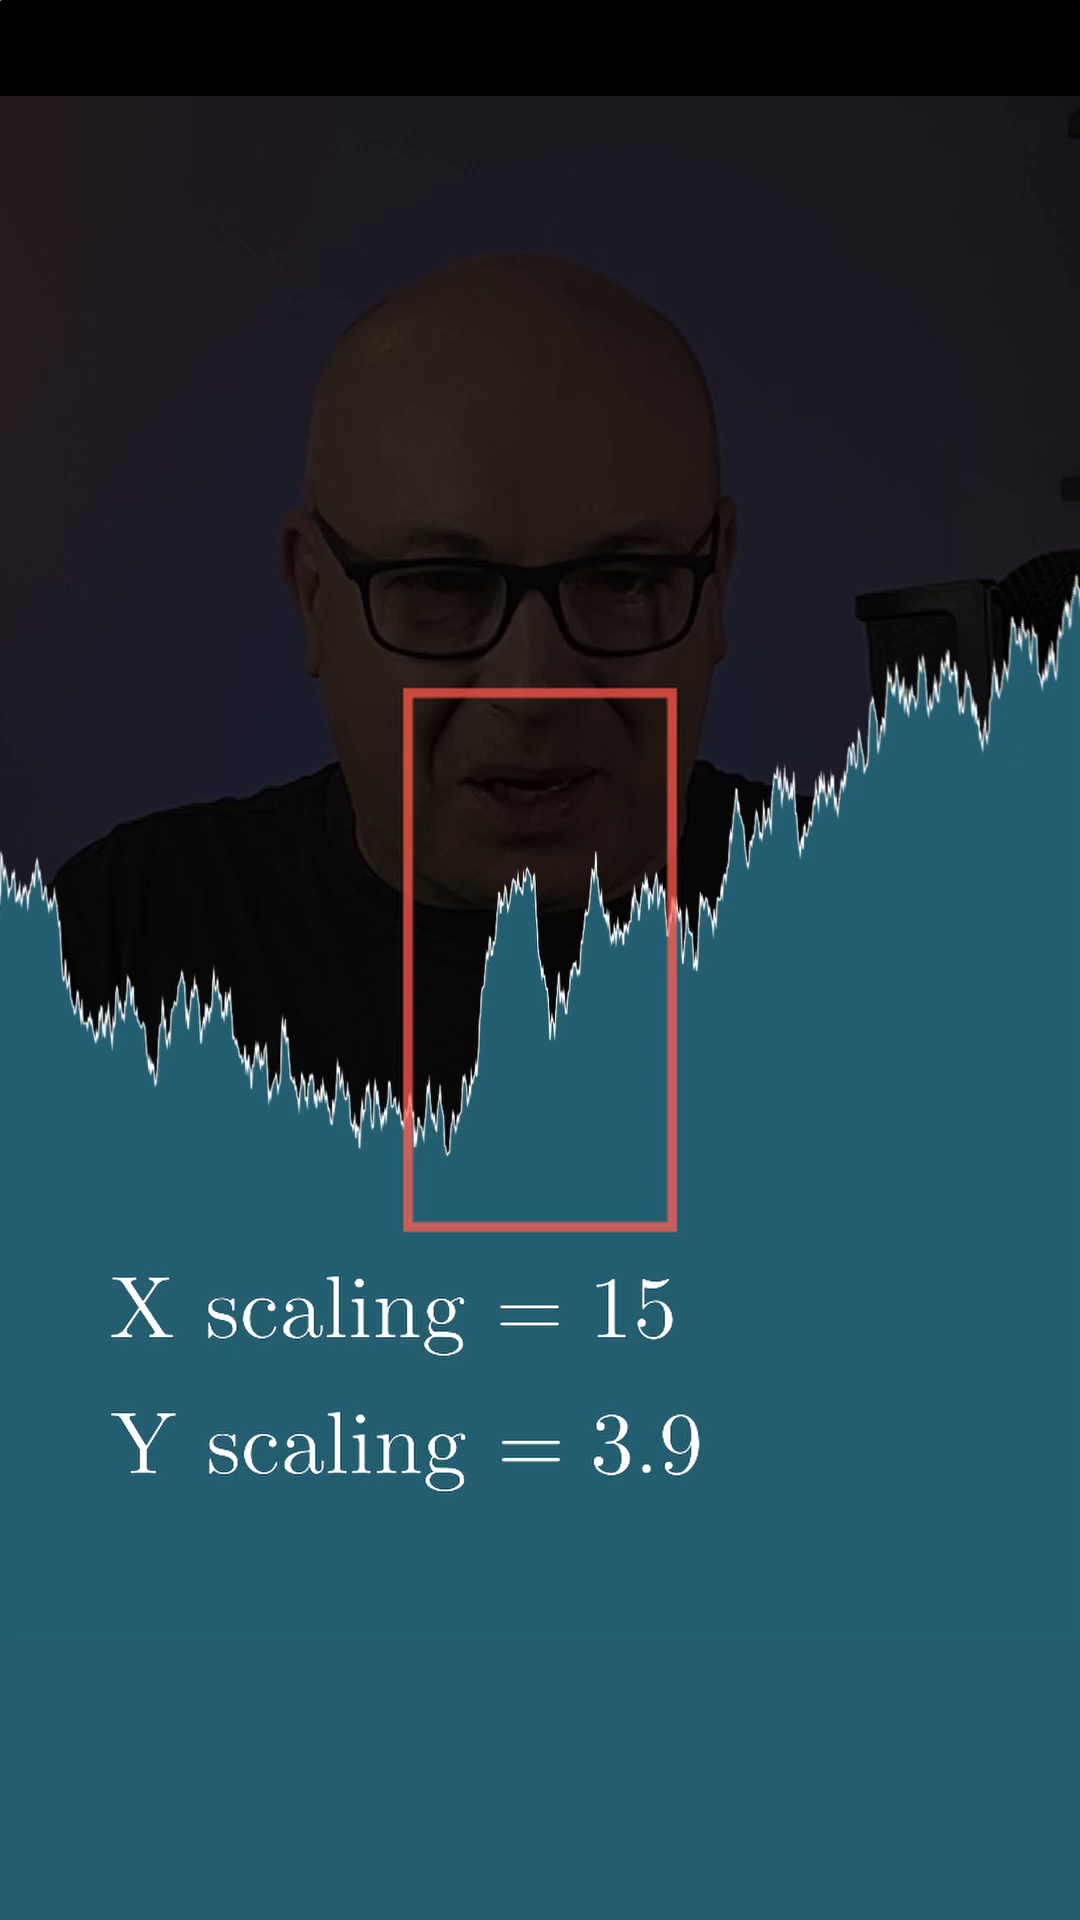 X scaling = 15
Y scaling = 3.9